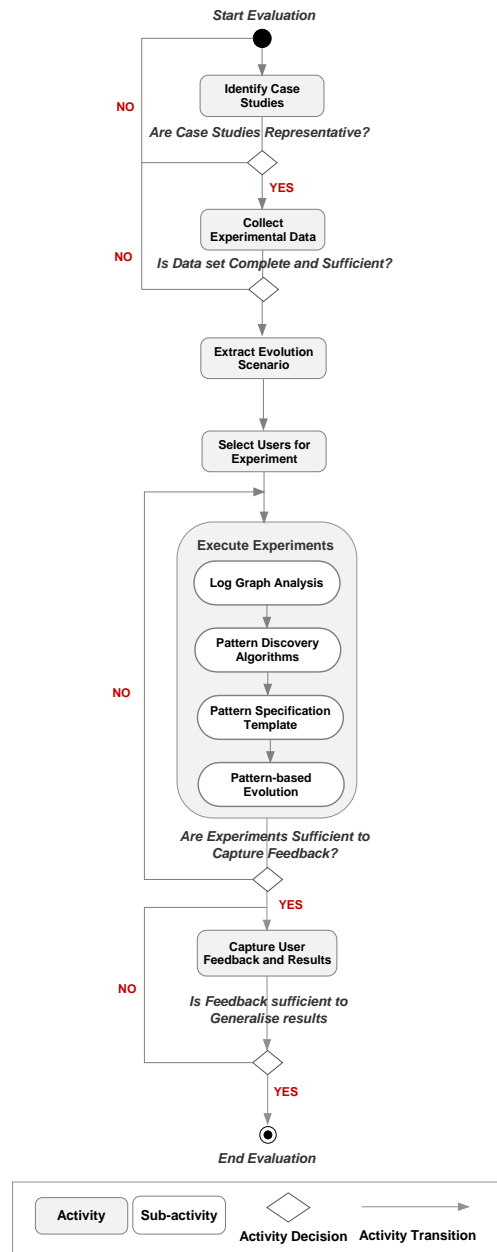 Start Evaluation
Identify Case
Studies
NO
Are Case Studies Representative?
YES
Collect
Experimental Data
NO
Is Data set Complete and Sufficient?
Extract Evolution
Scenario
Select Users for
Experiment
Execute Experiments
Log Graph Analysis
Pattern Discovery
Algorithms
NO
Pattern Specification
Template
Pattern-based
Evolution
Are Experiments Sufficient to
Capture Feedback?
YES
Capture User
Feedback and Results
NO
Is Feedback sufficient to
Generalise results
YES
End Evaluation
Activity
Sub-activity
Activity Decision
Activity Transition